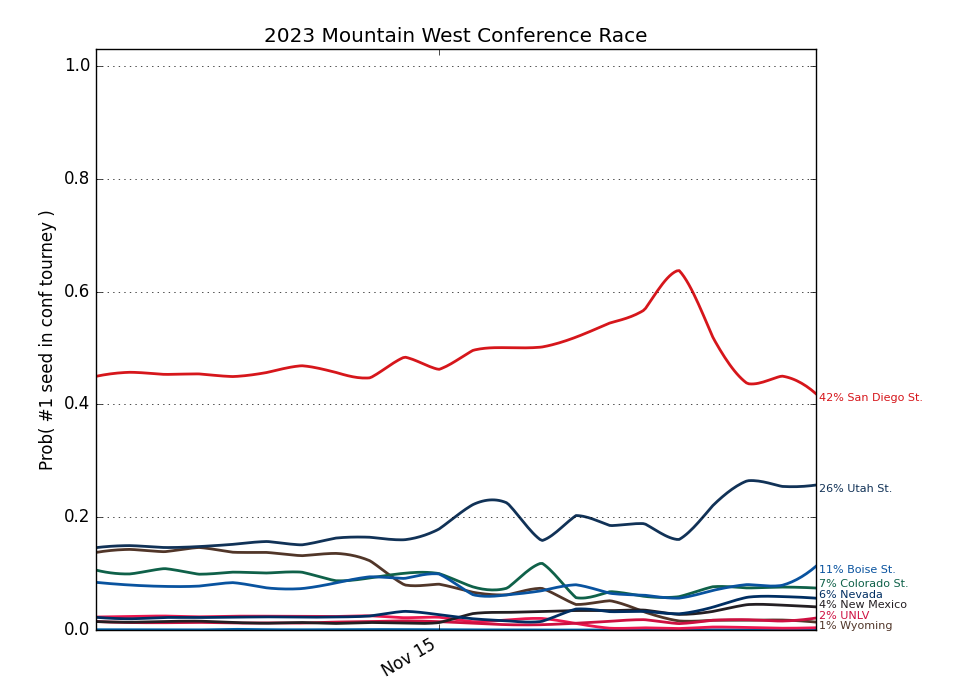 2023 Mountain West Conference Race
Prob( #1 seed in conf tourney )
1.0
0.8
0.6
0.4
0.2
0.0
Nov 15
42% San Diego St.
26% Utah St.
11% Boise St.
7% Colorado St.
6% Nevada
4% New Mexico
2% UNLV
1% Wyoming